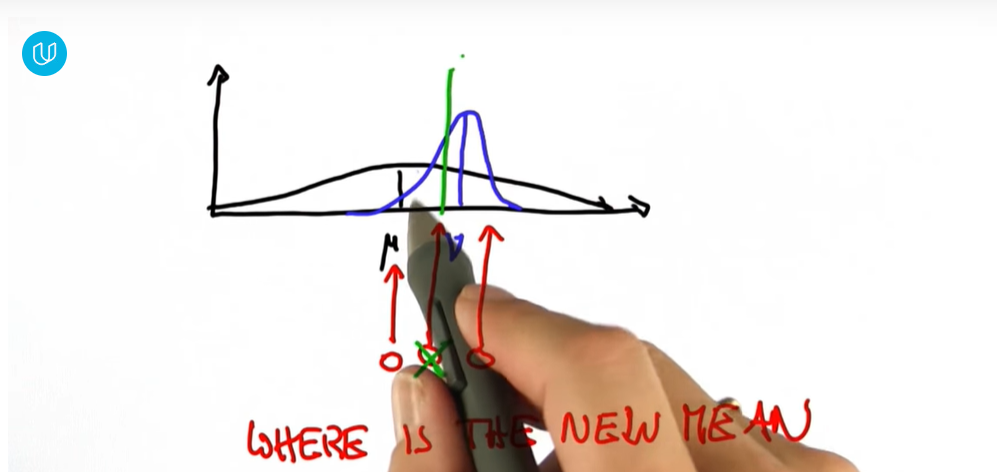 μ ν
WHERE IS THE NEW MEAN